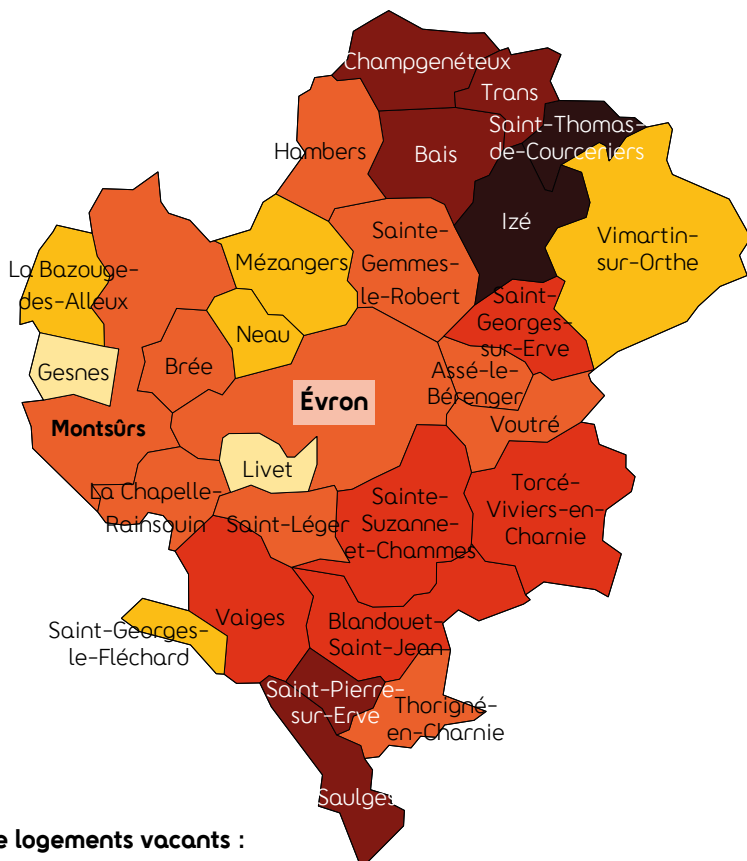 Champgenéteux
Trans
Saint-Thomas-
de-Courceriers
Hambers
Bais
Izé
Vimartin-
sur-Orthe
Sainte-
Gemmes-
le-Robert
Mézangers
La Bazouge-
des-Alleux
Saint-
Georges-
sur-Erve
Neau
Brée
Gesnes
Assé-le-
Bérenger
Évron
Voutré
Montsûrs
Livet
Torcé-
Viviers-en-
Charnie
La Chapelle-
Rainsouin
Saint-Léger
Sainte-
Suzanne-
et-Chammes
Vaiges
Blandouet-
Saint-Jean
Saint-Georges-
le-Fléchard
Saint-Pierre-
sur-Erve
Thorigné-
en-Charnie
Saulges
e logements vacants :